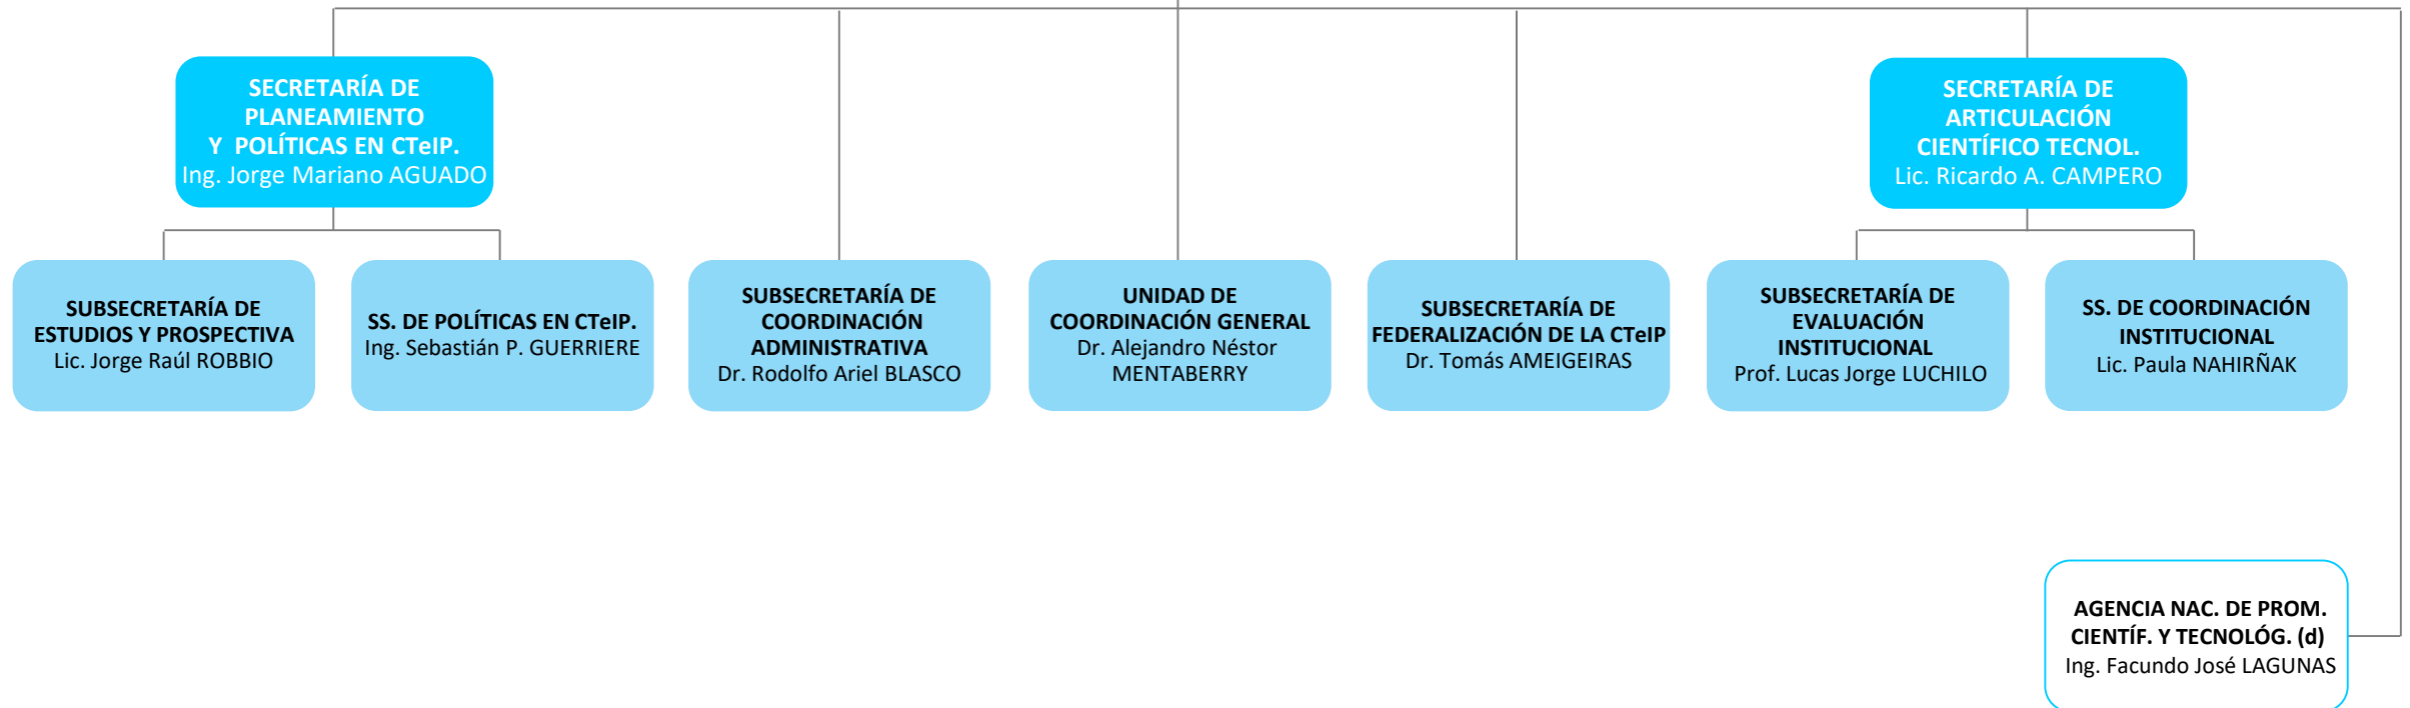 SECRETARÍA DE
PLANEAMIENTO
Y POLÍTICAS EN CTeIP.
Ing. Jorge Mariano AGUADO
SECRETARÍA DE
ARTICULACIÓN
CIENTÍFICO TECNOL.
Lic. Ricardo A. CAMPERO
SUBSECRETARÍA DE
ESTUDIOS Y PROSPECTIVA
Lic. Jorge Raúl ROBBIO
SS. DE POLÍTICAS EN CTeIP.
Ing. Sebastián P. GUERRIERE
SUBSECRETARÍA DE
COORDINACIÓN
ADMINISTRATIVA
Dr. Rodolfo Ariel BLASCO
UNIDAD DE
COORDINACIÓN GENERAL
Dr. Alejandro Néstor
MENTABERRY
SUBSECRETARÍA DE
FEDERALIZACIÓN DE LA CTeIP
Dr. Tomás AMEIGEIRAS
SUBSECRETARÍA DE
EVALUACIÓN
INSTITUCIONAL
Prof. Lucas Jorge LUCHILO
SS. DE COORDINACIÓN
INSTITUCIONAL
Lic. Paula NAHIRÑAK
AGENCIA NAC. DE PROM.
CIENTÍF. Y TECNOLÓG. (d)
Ing. Facundo José LAGUNAS